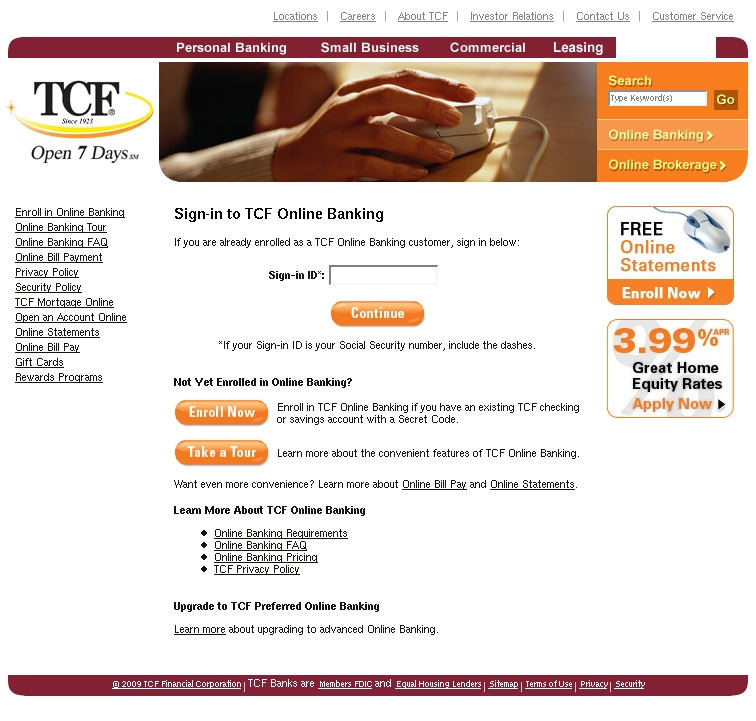 Locations | Careers | About TCF | Investor Relations | Contact Us | Customer Service
Personal Banking Small Business Commercial Leasing
TCF®
Since 1923
Open 7 Days SM
Search
Type Keyword(s) Go
Online Banking
Online Brokerage
Enroll in Online Banking
Online Banking Tour
Online Banking FAQ
Online Bill Payment
Privacy Policy
Security Policy
TCF Mortgage Online
Open an Account Online
Online Statements
Online Bill Pay
Gift Cards
Rewards Programs
Sign-in to TCF Online Banking
If you are already enrolled as a TCF Online Banking customer, sign in below:
Sign-in ID*:
Continue
*If your Sign-in ID is your Social Security number, include the dashes.
Not Yet Enrolled in Online Banking?
Enroll Now
Enroll in TCF Online Banking if you have an existing TCF checking
or savings account with a Secret Code.
Take a Tour
Learn more about the convenient features of TCF Online Banking.
Want even more convenience? Learn more about Online Bill Pay and Online Statements.
Learn More About TCF Online Banking
Online Banking Requirements
Online Banking FAQ
Online Banking Pricing
TCF Privacy Policy
Upgrade to TCF Preferred Online Banking
Learn more about upgrading to advanced Online Banking.
FREE
Online
Statements
Enroll Now
3.99% APR
Great Home
Equity Rates
Apply Now
© 2009 TCF Financial Corporation | TCF Banks are Members FDIC and Equal Housing Lenders | Sitemap | Terms of Use | Privacy | Security